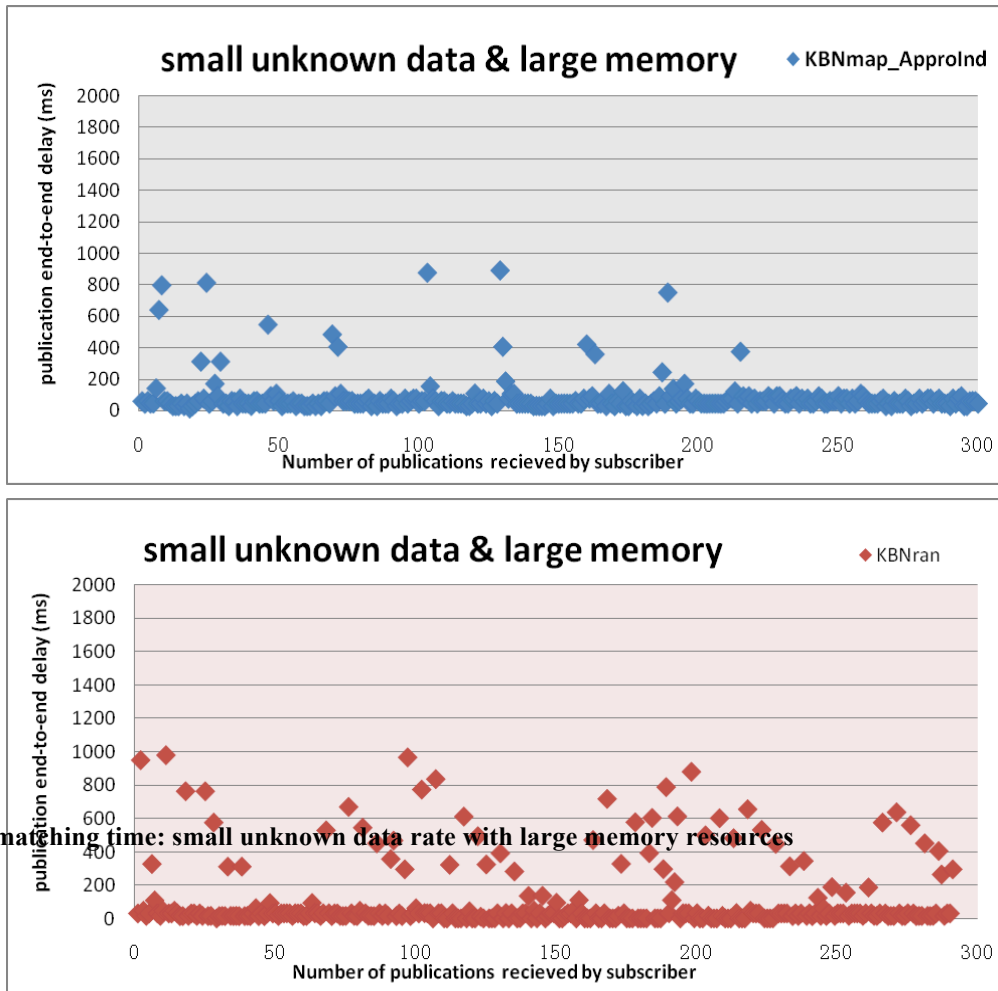 small unknown data & large memory
KBNmap_ApproInd
publication end-to-end delay (ms)
2000
1800
1600
1400
1200
1000
800
600
400
200
0
0 50 100 150 200 250 300
Number of publications recieved by subscriber
small unknown data & large memory
KBNran
publication end-to-end delay (ms)
2000
1800
1600
1400
1200
1000
800
600
400
200
0
matching time: small unknown data rate with large memory resources
0 50 100 150 200 250 300
Number of publications recieved by subscriber